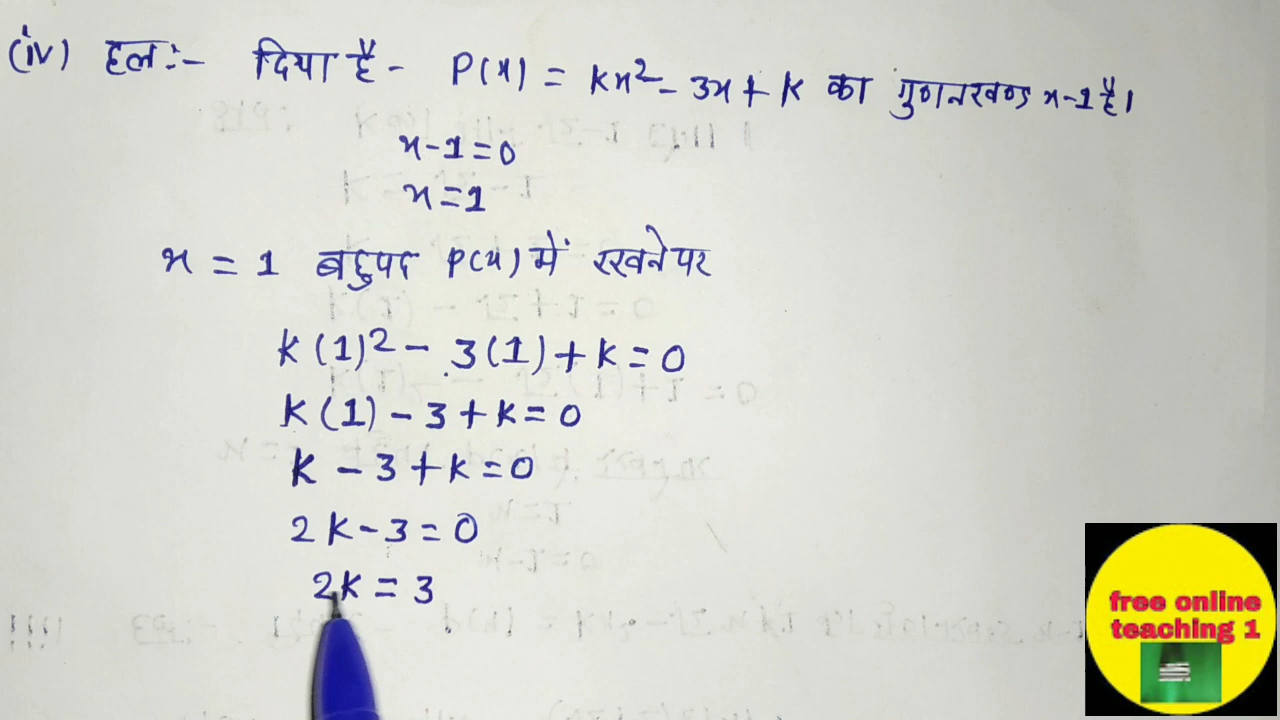 (iv) हल:- दिया है- P(x) = kx² - 3x + k का गुणनखण्ड x-1 है।
x-1=0
x=1
x = 1 बहुपद P(x) में रखने पर
k(1)² - 3(1) + k = 0
k(1) - 3 + k = 0
k - 3 + k = 0
2k - 3 = 0
2k = 3
free online
teaching 1